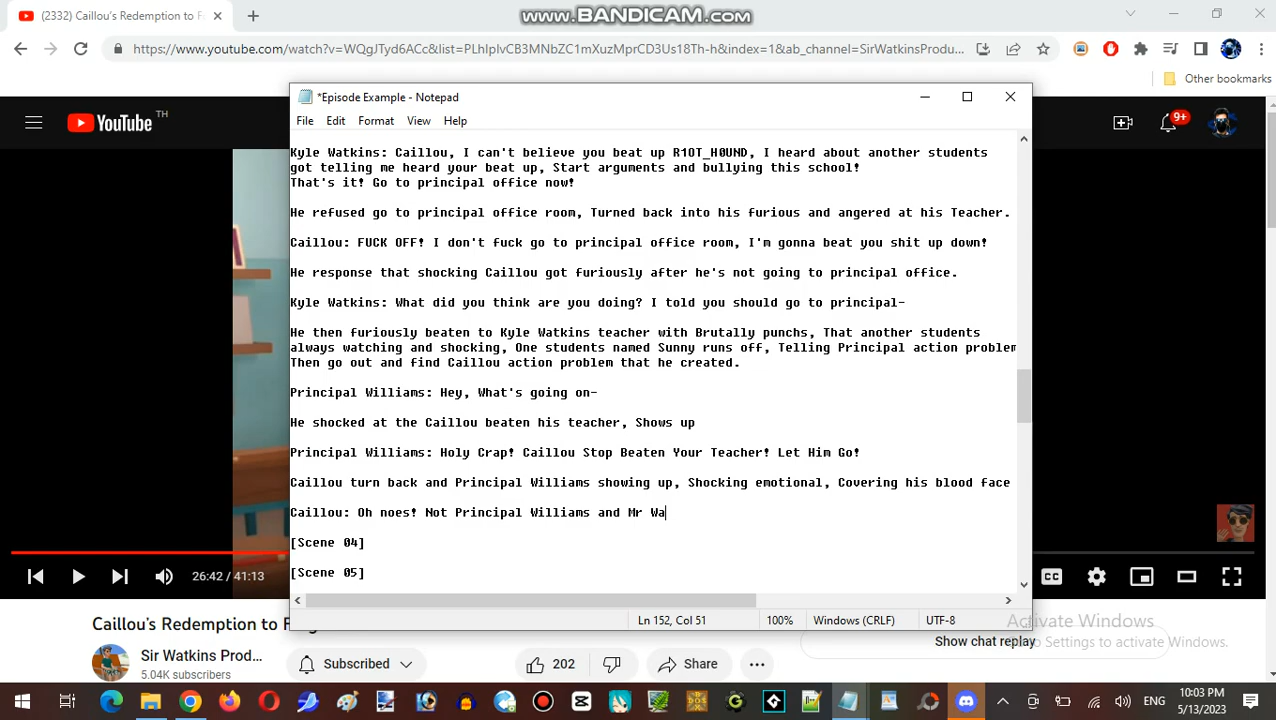 www.BANDICAM.com
(2332) Caillou's Redemption to F
https://www.youtube.com/watch?v=WQgJTyd6ACc&list=PLhIplvCB3MNbZC1mXuzMprCD3Us18Th-h&index=1&ab_channel=SirWatkinsProdu...
Other bookmarks
YouTube TH
9+
*Episode Example - Notepad
File Edit Format View Help
Kyle Watkins: Caillou, I can't believe you beat up R10T_H0UND, I heard about another students
got telling me heard your beat up, Start arguments and bullying this school!
That's it! Go to principal office now!
He refused go to principal office room, Turned back into his furious and angered at his Teacher.
Caillou: FUCK OFF! I don't fuck go to principal office room, I'm gonna beat you shit up down!
He response that shocking Caillou got furiously after he's not going to principal office.
Kyle Watkins: What did you think are you doing? I told you should go to principal-
He then furiously beaten to Kyle Watkins teacher with Brutally punchs, That another students
always watching and shocking, One students named Sunny runs off, Telling Principal action problem
Then go out and find Caillou action problem that he created.
Principal Williams: Hey, What's going on-
He shocked at the Caillou beaten his teacher, Shows up
Principal Williams: Holy Crap! Caillou Stop Beaten Your Teacher! Let Him Go!
Caillou turn back and Principal Williams showing up, Shocking emotional, Covering his blood face
Caillou: Oh noes! Not Principal Williams and Mr Wa
[Scene 04]
[Scene 05]
26:42 / 41:13
CC
Ln 152, Col 51 100% Windows (CRLF) UTF-8
Caillou's Redemption to F
Activate Windows
Go to Settings to activate Windows.
Show chat replay
Sir Watkins Prod...
5.04K subscribers
Subscribed
202
Share
ENG
10:03 PM
5/13/2023